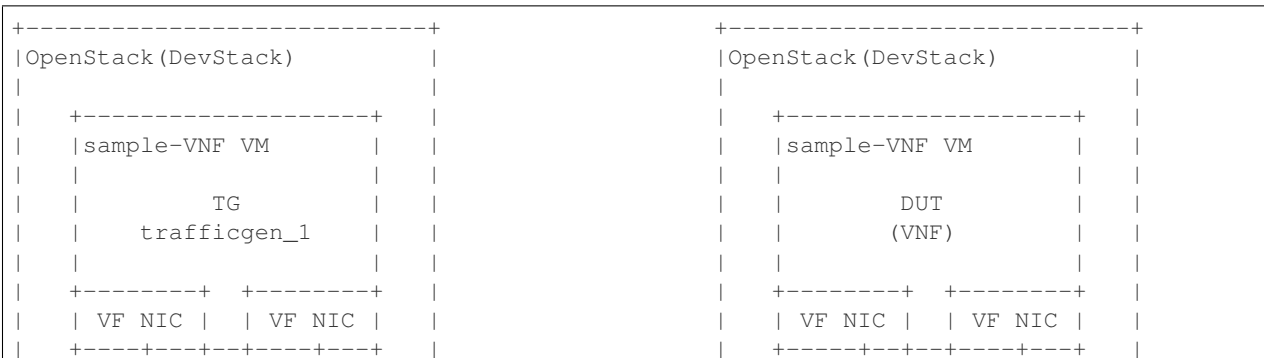 +----------------------------+                   +----------------------------+
|OpenStack(DevStack)         |                   |OpenStack(DevStack)         |
|                            |                   |                            |
|   +--------------------+   |                   |   +--------------------+   |
|   |sample-VNF VM       |   |                   |   |sample-VNF VM       |   |
|   |                    |   |                   |   |                    |   |
|   |         TG         |   |                   |   |        DUT         |   |
|   |    trafficgen_1    |   |                   |   |       (VNF)        |   |
|   |                    |   |                   |   |                    |   |
|   +--------+  +--------+   |                   |   +--------+  +--------+   |
|   | VF NIC |  | VF NIC |   |                   |   | VF NIC |  | VF NIC |   |
|   +----+---+--+----+---+   |                   |   +-----+--+--+----+---+   |